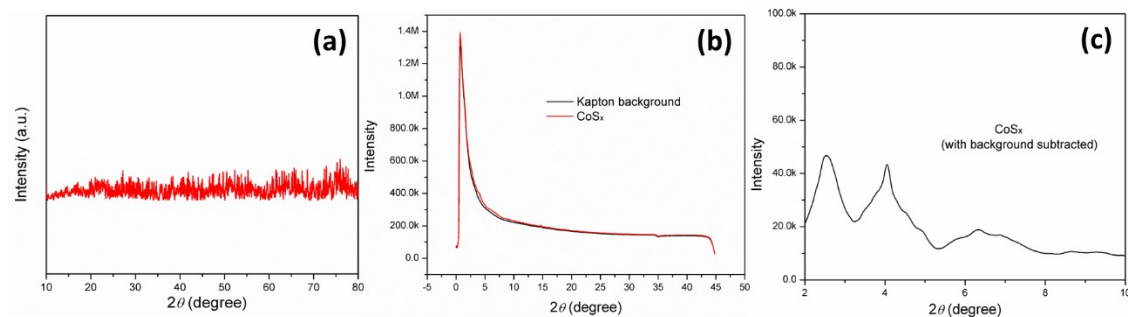 (a)
Intensity (a.u.)
10 20 30 40 50 60 70 80
2θ (degree)
(b)
1.4M
1.2M
1.0M
800.0k
600.0k
400.0k
200.0k
0.0
Intensity
Kapton background
CoSₓ
-5 0 5 10 15 20 25 30 35 40 45 50
2θ (degree)
(c)
100.0k
80.0k
60.0k
40.0k
20.0k
0.0
Intensity
CoSₓ
(with background subtracted)
2 4 6 8 10
2θ (degree)